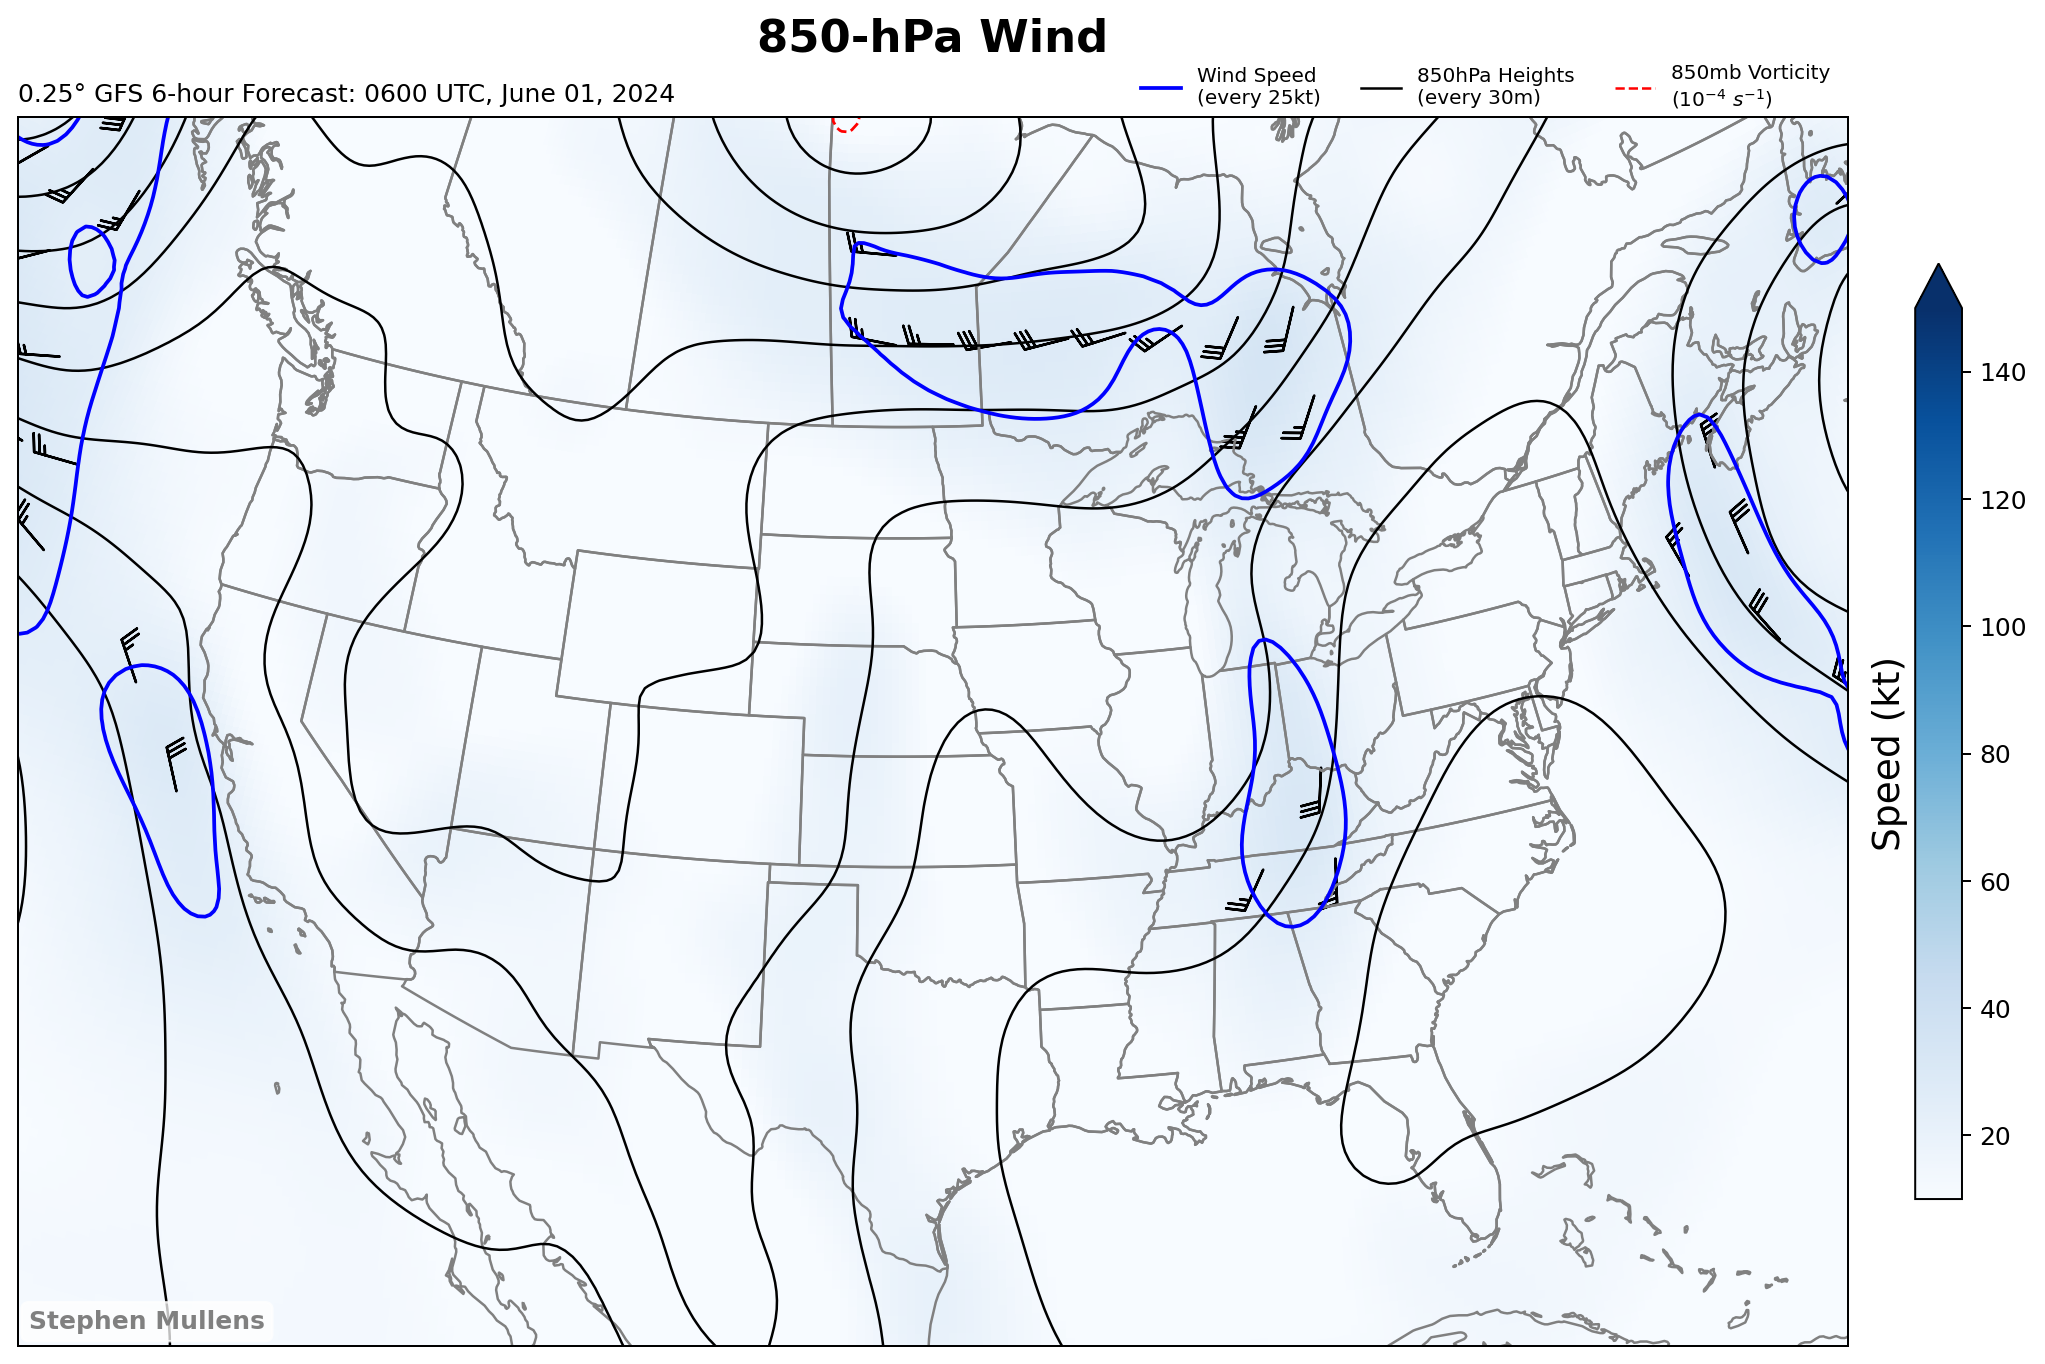 850-hPa Wind
0.25° GFS 6-hour Forecast: 0600 UTC, June 01, 2024
Wind Speed
(every 25kt)
850hPa Heights
(every 30m)
850mb Vorticity
(10⁻⁴ s⁻¹)
140
120
100
80
60
40
20
Speed (kt)
Stephen Mullens